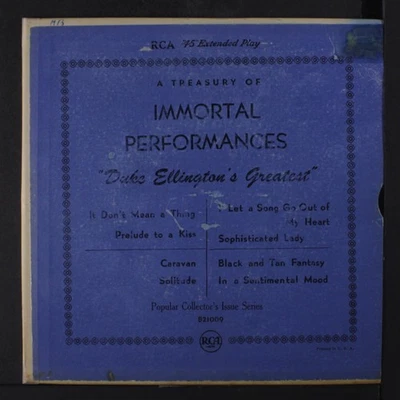 1953
RCA '45 Extended Play
A TREASURY OF
IMMORTAL
PERFORMANCES
"Duke Ellington's Greatest"
It Don't Mean a Thing
Prelude to a Kiss
I Let a Song Go Out of
My Heart
Sophisticated Lady
Caravan
Solitude
Black and Tan Fantasy
In a Sentimental Mood
Popular Collector's Issue Series
RCA